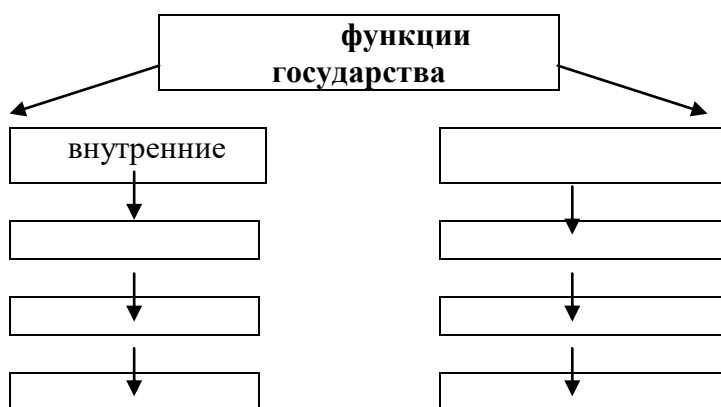 функции
государства
внутренние